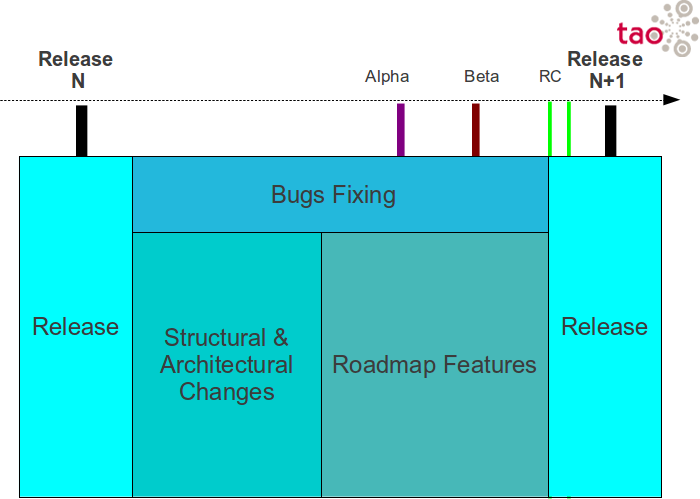 tao
Release
N
Alpha
Beta
RC
Release
N+1
Bugs Fixing
Release
Structural &
Architectural
Changes
Roadmap Features
Release